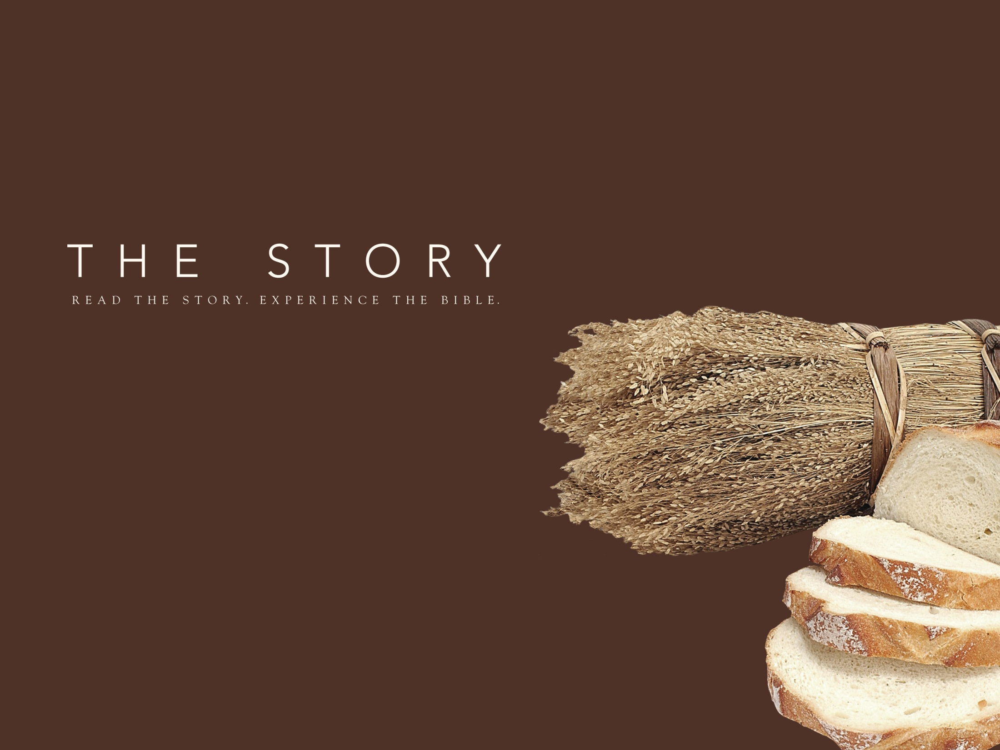 THE STORY
READ THE STORY. EXPERIENCE THE BIBLE.